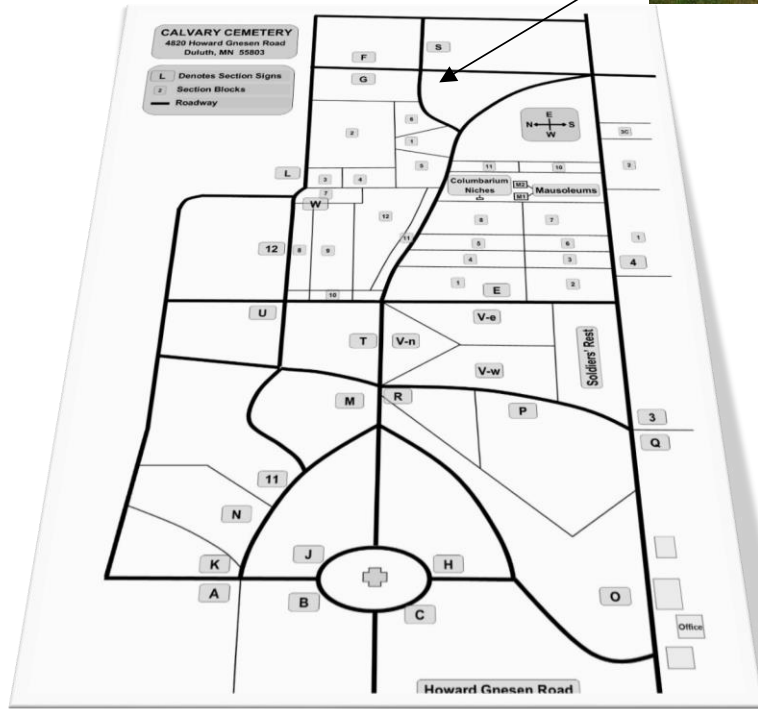 CALVARY CEMETERY
4820 Howard Gnesen Road
Duluth, MN 55803
L Denotes Section Signs
2 Section Blocks
Roadway
S
F
G
E
N S
W
6
2
1
5
3C
2
11 10
L
3 4
7
W
Columbarium
Niches
M2
M1
Mausoleums
12
8 7
12
8 9
11
5 6
1
4 3
4
1
E
2
10
U
T
V-n
V-e
V-w
Soldiers' Rest
M
R
P
3
Q
11
N
J
H
K
A
B
C
O
Office
Howard Gnesen Road